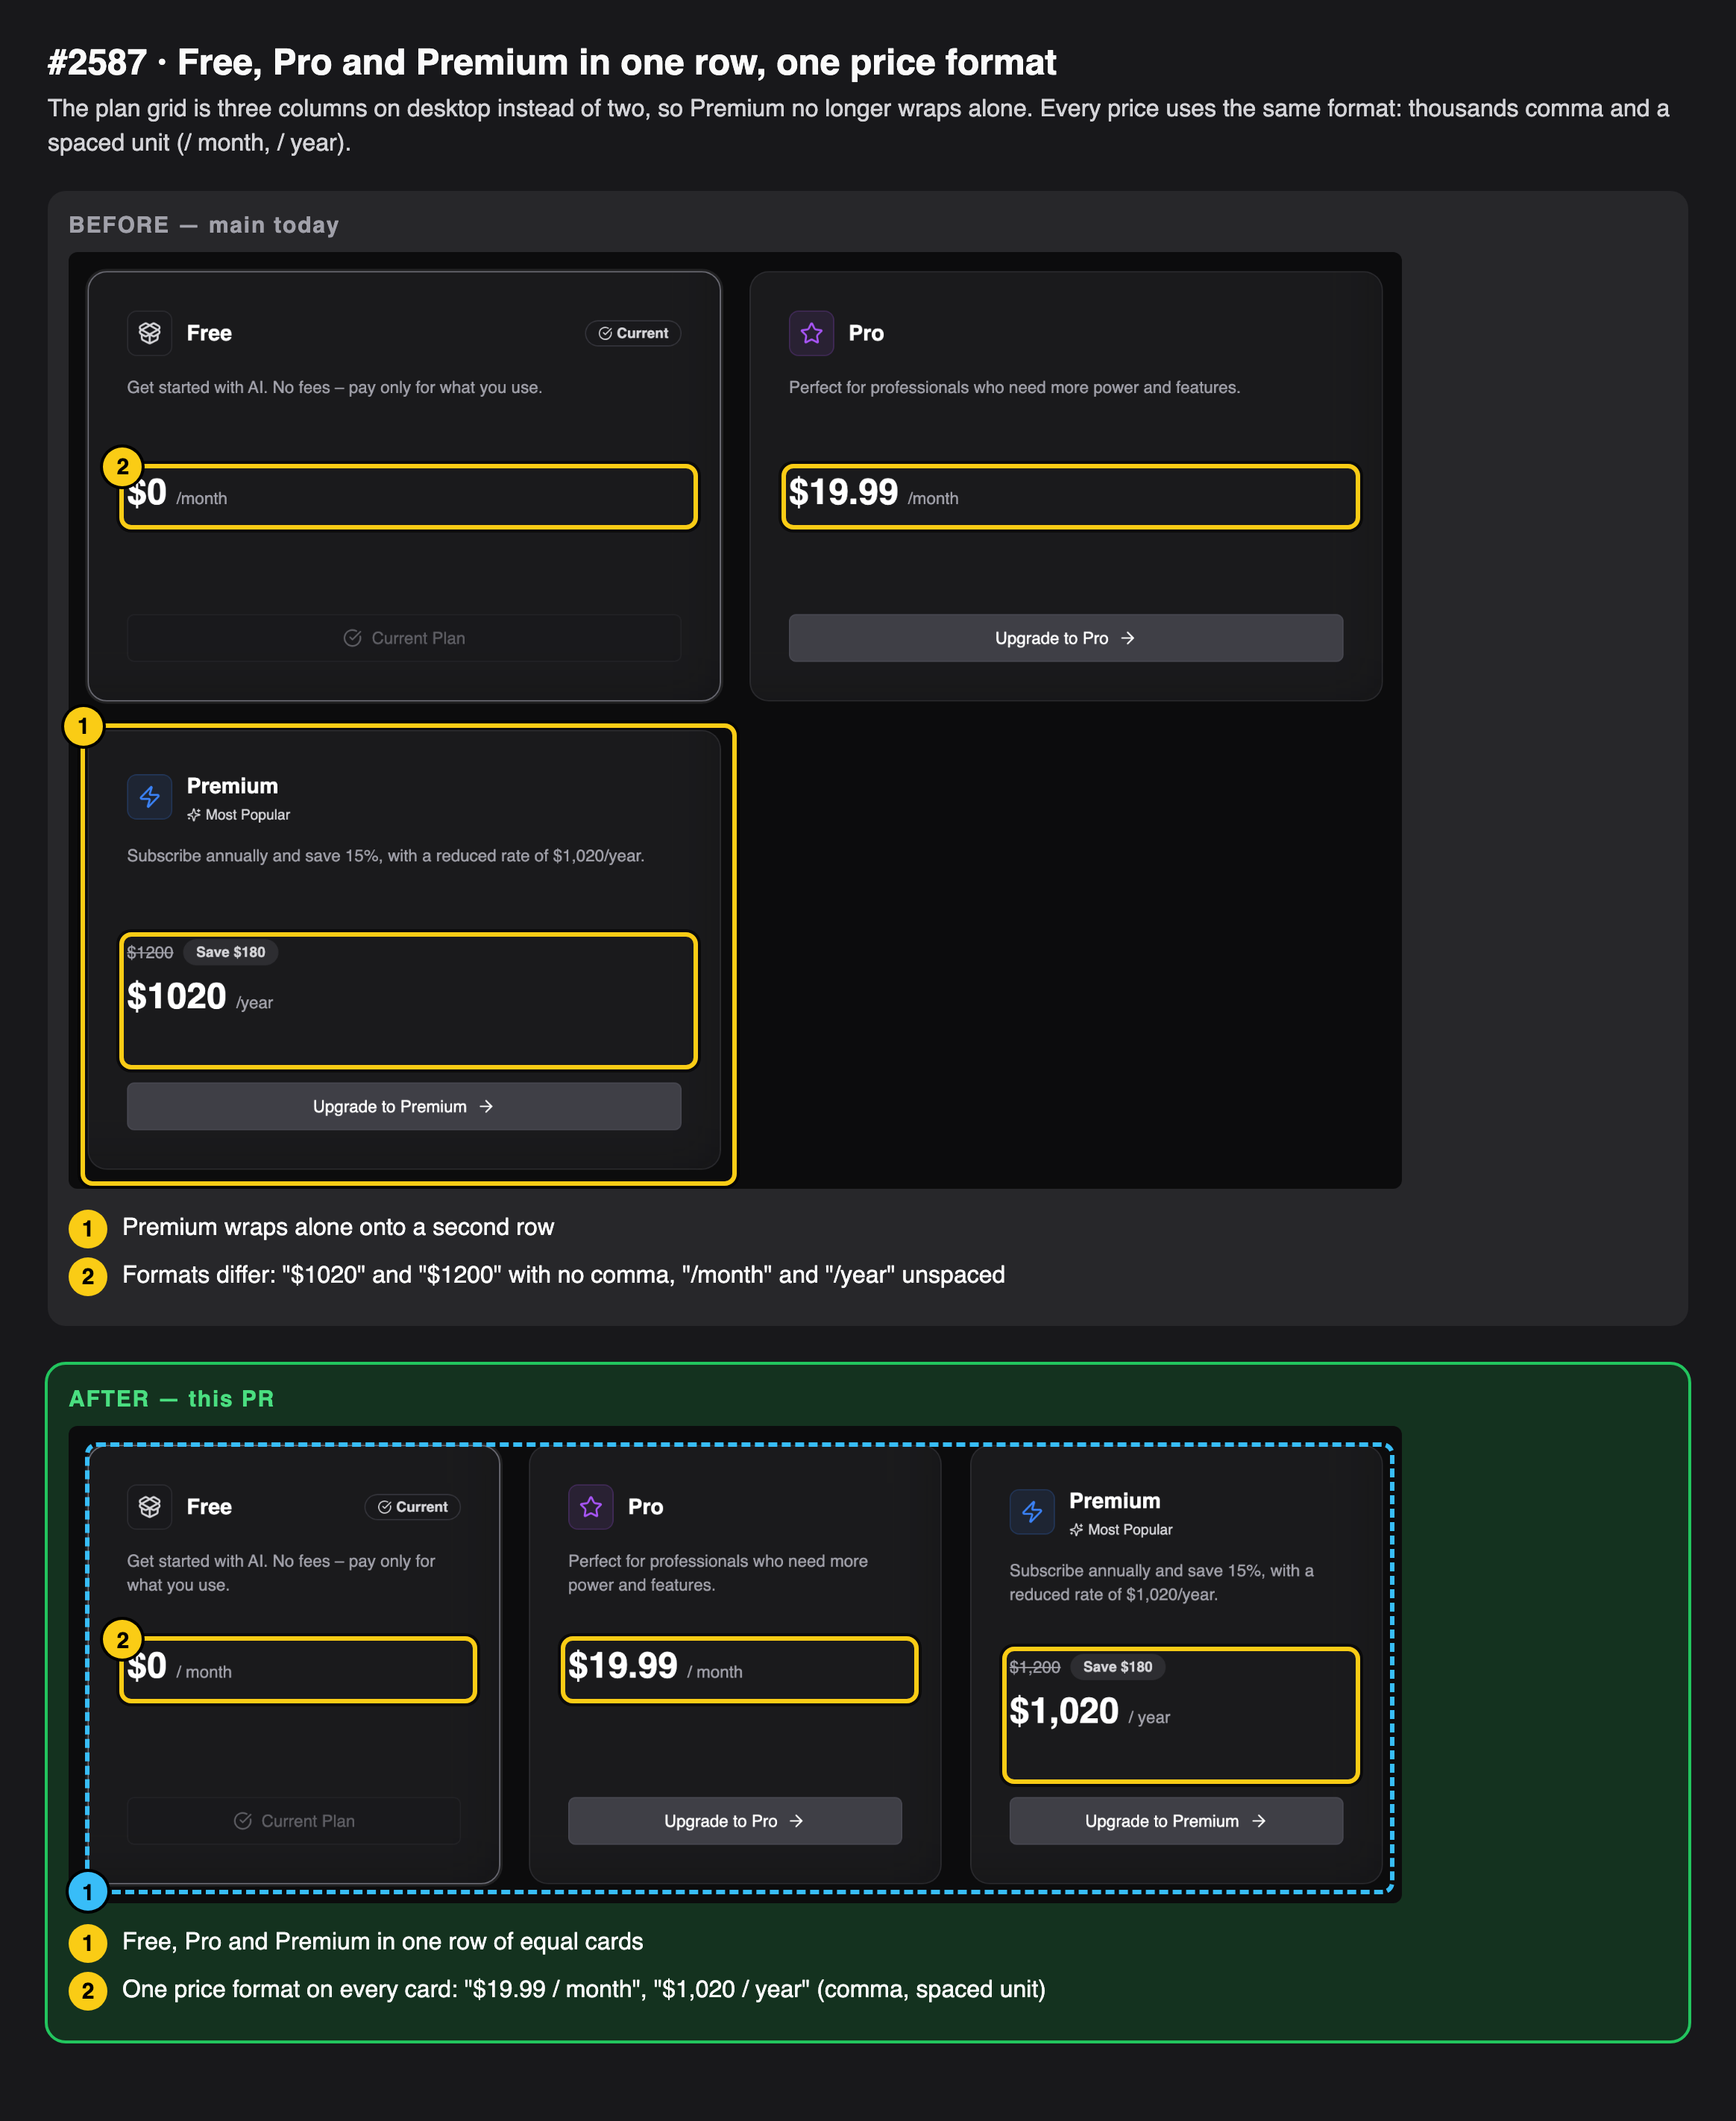 #2587 · Free, Pro and Premium in one row, one price format
The plan grid is three columns on desktop instead of two, so Premium no longer wraps alone. Every price uses the same format: thousands comma and a
spaced unit (/ month, / year).
BEFORE — main today
Free
Current
Get started with AI. No fees – pay only for what you use.
2
$0 /month
Current Plan
Pro
Perfect for professionals who need more power and features.
$19.99 /month
Upgrade to Pro
1
Premium
Most Popular
Subscribe annually and save 15%, with a reduced rate of $1,020/year.
$1200 Save $180
$1020 /year
Upgrade to Premium
1 Premium wraps alone onto a second row
2 Formats differ: "$1020" and "$1200" with no comma, "/month" and "/year" unspaced
AFTER — this PR
Free
Current
Get started with AI. No fees – pay only for
what you use.
2
$0 / month
Current Plan
Pro
Perfect for professionals who need more
power and features.
$19.99 / month
Upgrade to Pro
Premium
Most Popular
Subscribe annually and save 15%, with a
reduced rate of $1,020/year.
$1,200 Save $180
$1,020 / year
Upgrade to Premium
1
1 Free, Pro and Premium in one row of equal cards
2 One price format on every card: "$19.99 / month", "$1,020 / year" (comma, spaced unit)